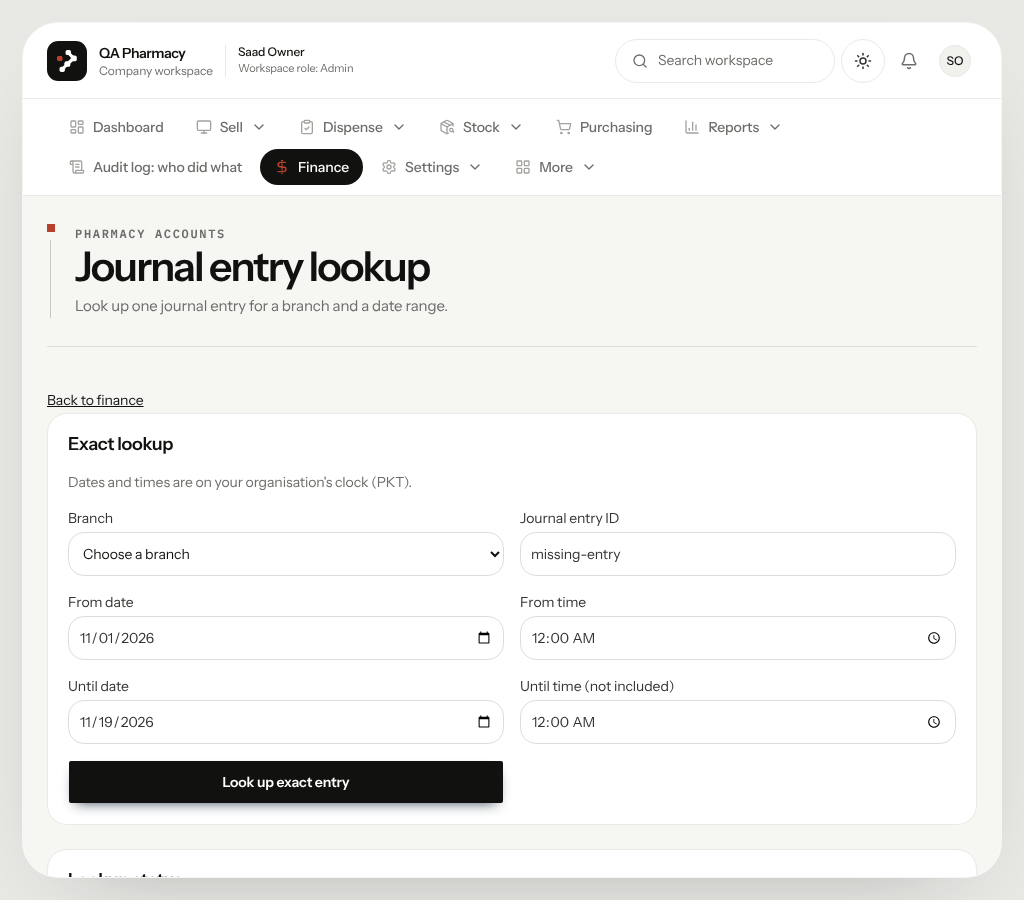 QA Pharmacy
Company workspace
Saad Owner
Workspace role: Admin
Search workspace
SO
Dashboard
Sell
Dispense
Stock
Purchasing
Reports
Audit log: who did what
Finance
Settings
More
PHARMACY ACCOUNTS
Journal entry lookup
Look up one journal entry for a branch and a date range.
Back to finance
Exact lookup
Dates and times are on your organisation's clock (PKT).
Branch
Journal entry ID
Choose a branch
missing-entry
From date
From time
11/01/2026
12:00 AM
Until date
Until time (not included)
11/19/2026
12:00 AM
Look up exact entry